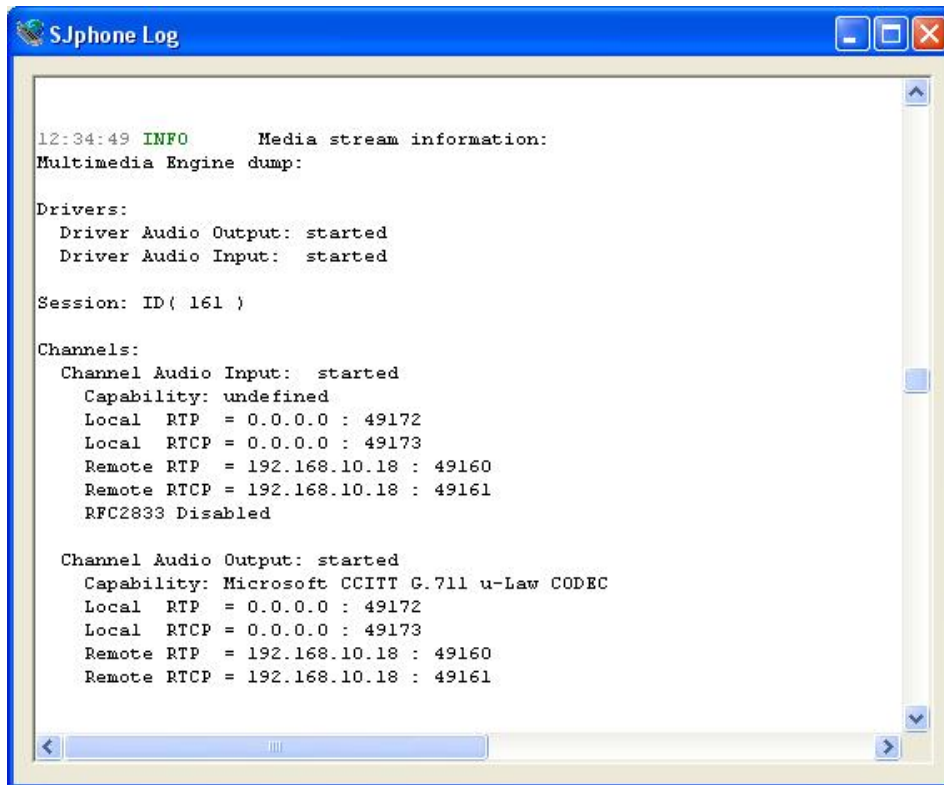 SJphone Log
12:34:49 INFO      Media stream information:
Multimedia Engine dump:
Drivers:
  Driver Audio Output: started
  Driver Audio Input:  started
Session: ID( 161 )
Channels:
  Channel Audio Input:  started
    Capability: undefined
    Local  RTP  = 0.0.0.0 : 49172
    Local  RTCP = 0.0.0.0 : 49173
    Remote RTP  = 192.168.10.18 : 49160
    Remote RTCP = 192.168.10.18 : 49161
    RFC2833 Disabled
  Channel Audio Output: started
    Capability: Microsoft CCITT G.711 u-Law CODEC
    Local  RTP  = 0.0.0.0 : 49172
    Local  RTCP = 0.0.0.0 : 49173
    Remote RTP  = 192.168.10.18 : 49160
    Remote RTCP = 192.168.10.18 : 49161